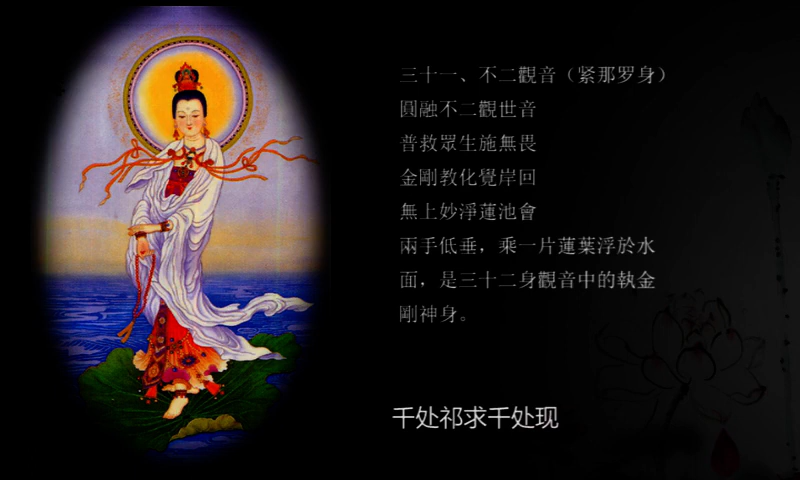 三十一、不二觀音（紧那罗身）
圓融不二觀世音
普救眾生施無畏
金剛教化覺岸回
無上妙淨蓮池會
兩手低垂，乘一片蓮葉浮於水
面，是三十二身觀音中的執金
剛神身。
千处祁求千处现